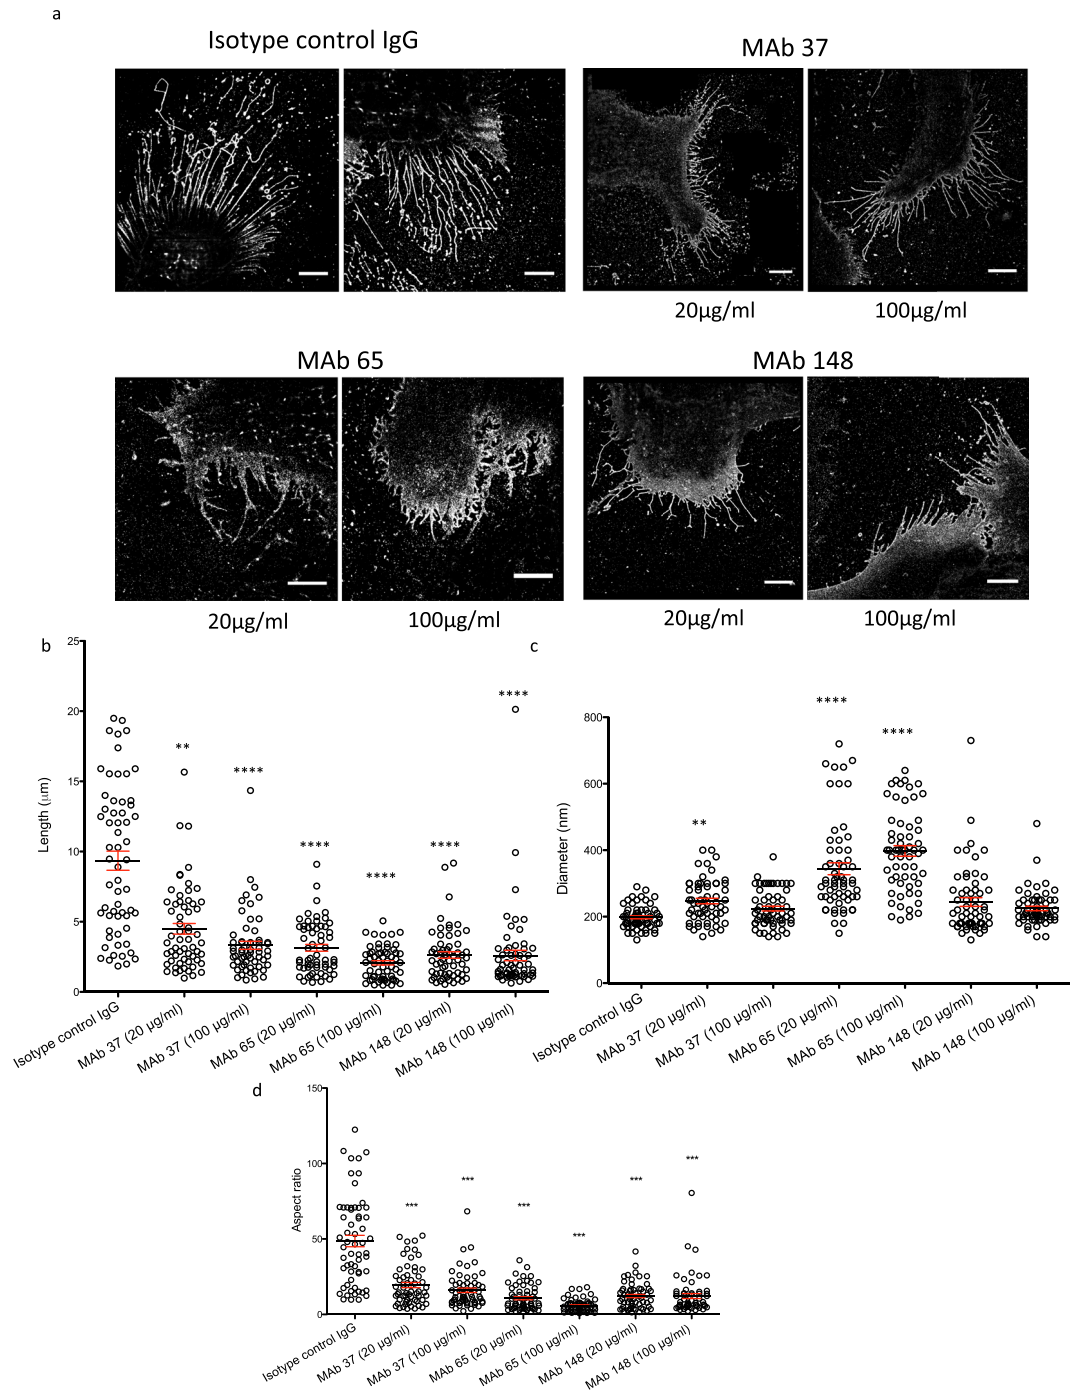 a
Isotype control IgG
MAb 37
20µg/ml
100µg/ml
MAb 65
MAb 148
20µg/ml
100µg/ml
20µg/ml
100µg/ml
b
25
20
15
10
5
0
Length (µm)
**
****
****
****
****
****
Isotype control IgG
MAb 37 (20 µg/ml)
MAb 37 (100 µg/ml)
MAb 65 (20 µg/ml)
MAb 65 (100 µg/ml)
MAb 148 (20 µg/ml)
MAb 148 (100 µg/ml)
c
800
600
400
200
0
Diameter (nm)
**
****
****
Isotype control IgG
MAb 37 (20 µg/ml)
MAb 37 (100 µg/ml)
MAb 65 (20 µg/ml)
MAb 65 (100 µg/ml)
MAb 148 (20 µg/ml)
MAb 148 (100 µg/ml)
d
150
100
50
0
Aspect ratio
***
***
***
***
***
***
Isotype control IgG
MAb 37 (20 µg/ml)
MAb 37 (100 µg/ml)
MAb 65 (20 µg/ml)
MAb 65 (100 µg/ml)
MAb 148 (20 µg/ml)
MAb 148 (100 µg/ml)